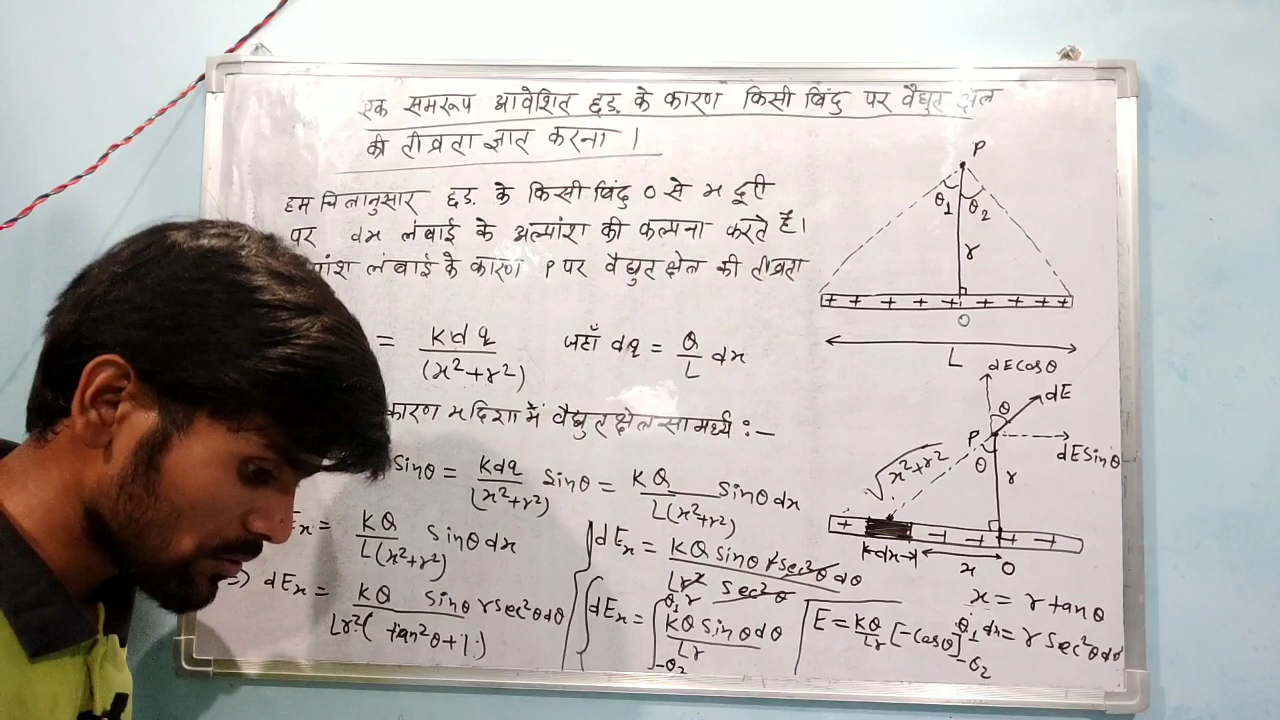 एक समरूप आवेशित छड़ के कारण किसी बिंदु पर वैद्युत क्षेत्र
की तीव्रता ज्ञात करना ।
हम चित्रानुसार छड़ के किसी बिंदु O से x दूरी
पर dx लंबाई के अल्पांश की कल्पना करते हैं।
लंबाई के कारण P पर वैद्युत क्षेत्र की तीव्रता
= Kdq/(x²+r²) जहाँ dq = Q/L dx
कारण x दिशा में वैद्युत क्षेत्र सामर्थ्य :-
sinθ = Kdq/(x²+r²) sinθ = KQ/L(x²+r²) sinθ dx
= KQ/L(x²+r²) sinθ dx
=) dEx = KQ sinθ r sec²θ dθ/Lr²(tan²θ+1)
dEx = KQ sinθ r sec²θ dθ/Lr² sec²θ
dEx = ∫_{-θ2}^{θ1} KQ sinθ dθ/Lr
E = KQ/Lr [-cosθ]_{-θ2}^{θ1}
P
θ1 θ2
r
+ + + + + + + + +
O
L
dE cosθ
θ dE
P
dE sinθ
θ
√x²+r²
r
+
k-dx-x
x O
x = r tanθ
dx = r sec²θ dθ